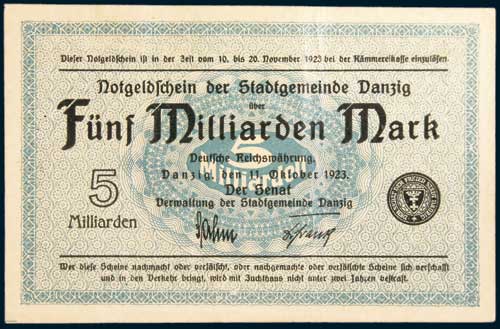 Dieser Notgeldschein ist in der Zeit vom 10. bis 20. November 1923 bei der Kämmereikasse einzulösen.
Notgeldschein der Stadtgemeinde Danzig
über
Fünf Milliarden Mark
Deutsche Reichswährung.
Danzig, den 11. Oktober 1923.
Der Senat
Verwaltung der Stadtgemeinde Danzig
5
Milliarden
5
Sahm
Wer diese Scheine nachmacht oder verfälscht, oder nachgemachte oder verfälschte Scheine sich verschafft
und in den Verkehr bringt, wird mit Zuchthaus nicht unter zwei Jahren bestraft.